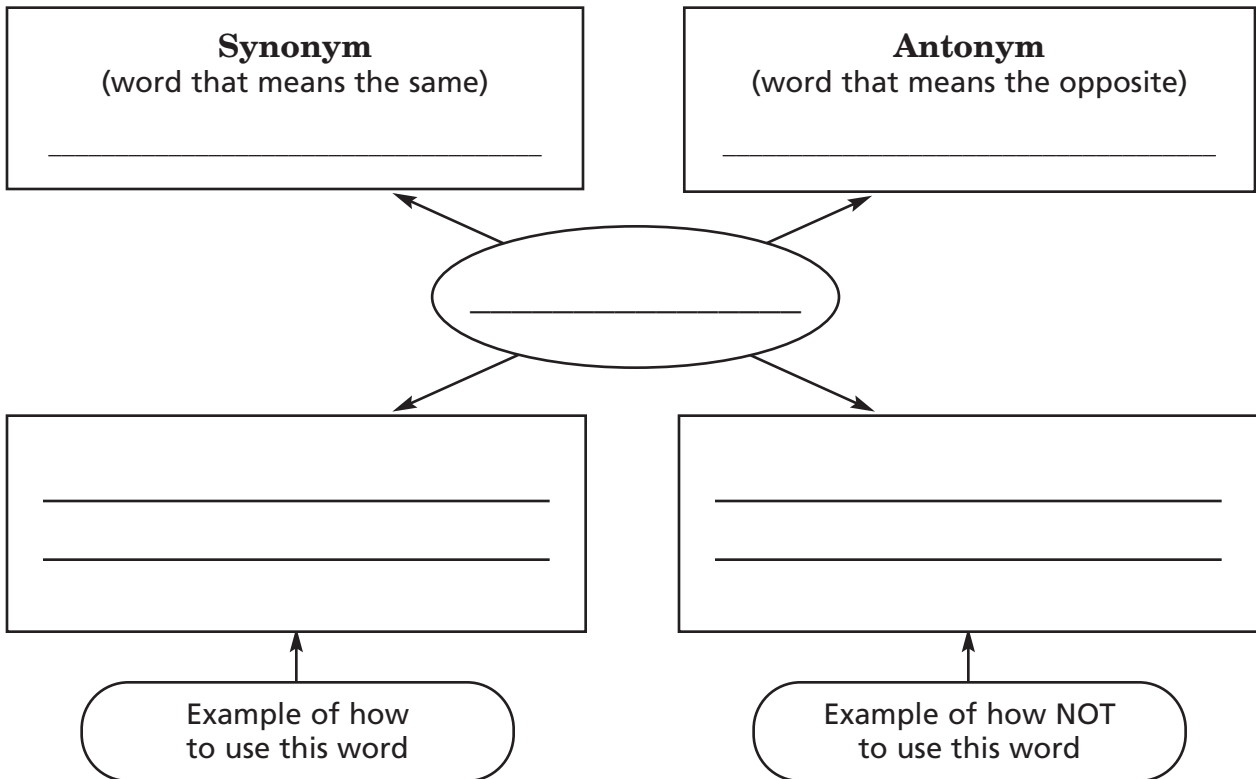 Synonym
(word that means the same)
Antonym
(word that means the opposite)
Example of how
to use this word
Example of how NOT
to use this word